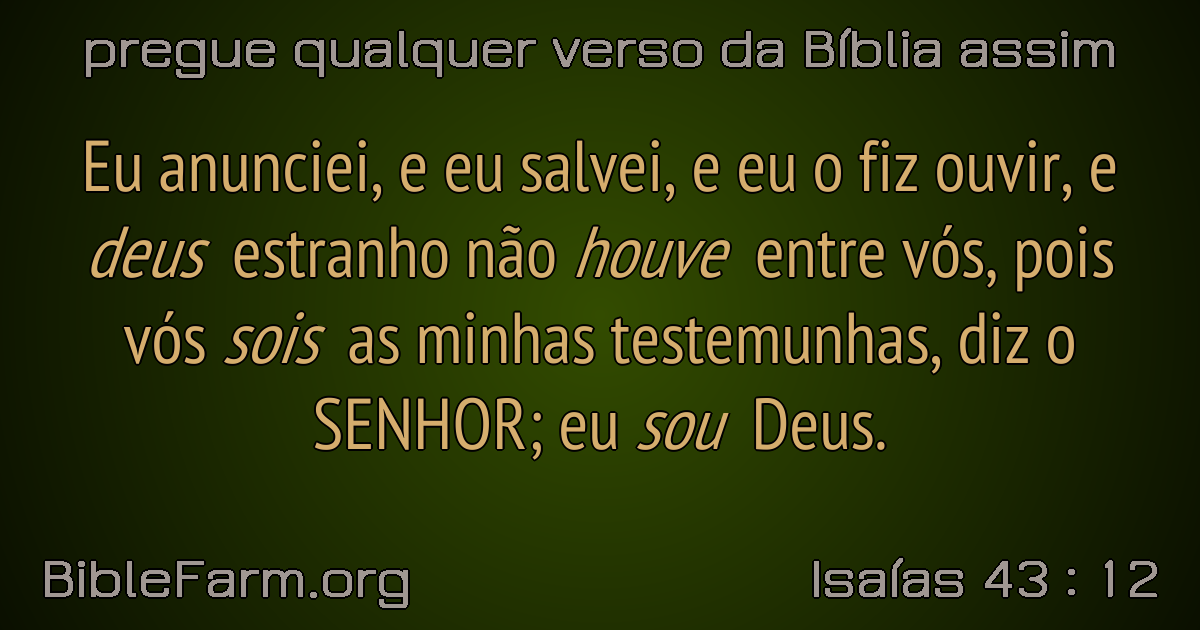 pregue qualquer verso da Bíblia assim
Eu anunciei, e eu salvei, e eu o fiz ouvir, e
deus estranho não houve entre vós, pois
vós sois as minhas testemunhas, diz o
SENHOR; eu sou Deus.
BibleFarm.org
Isaías 43 : 12